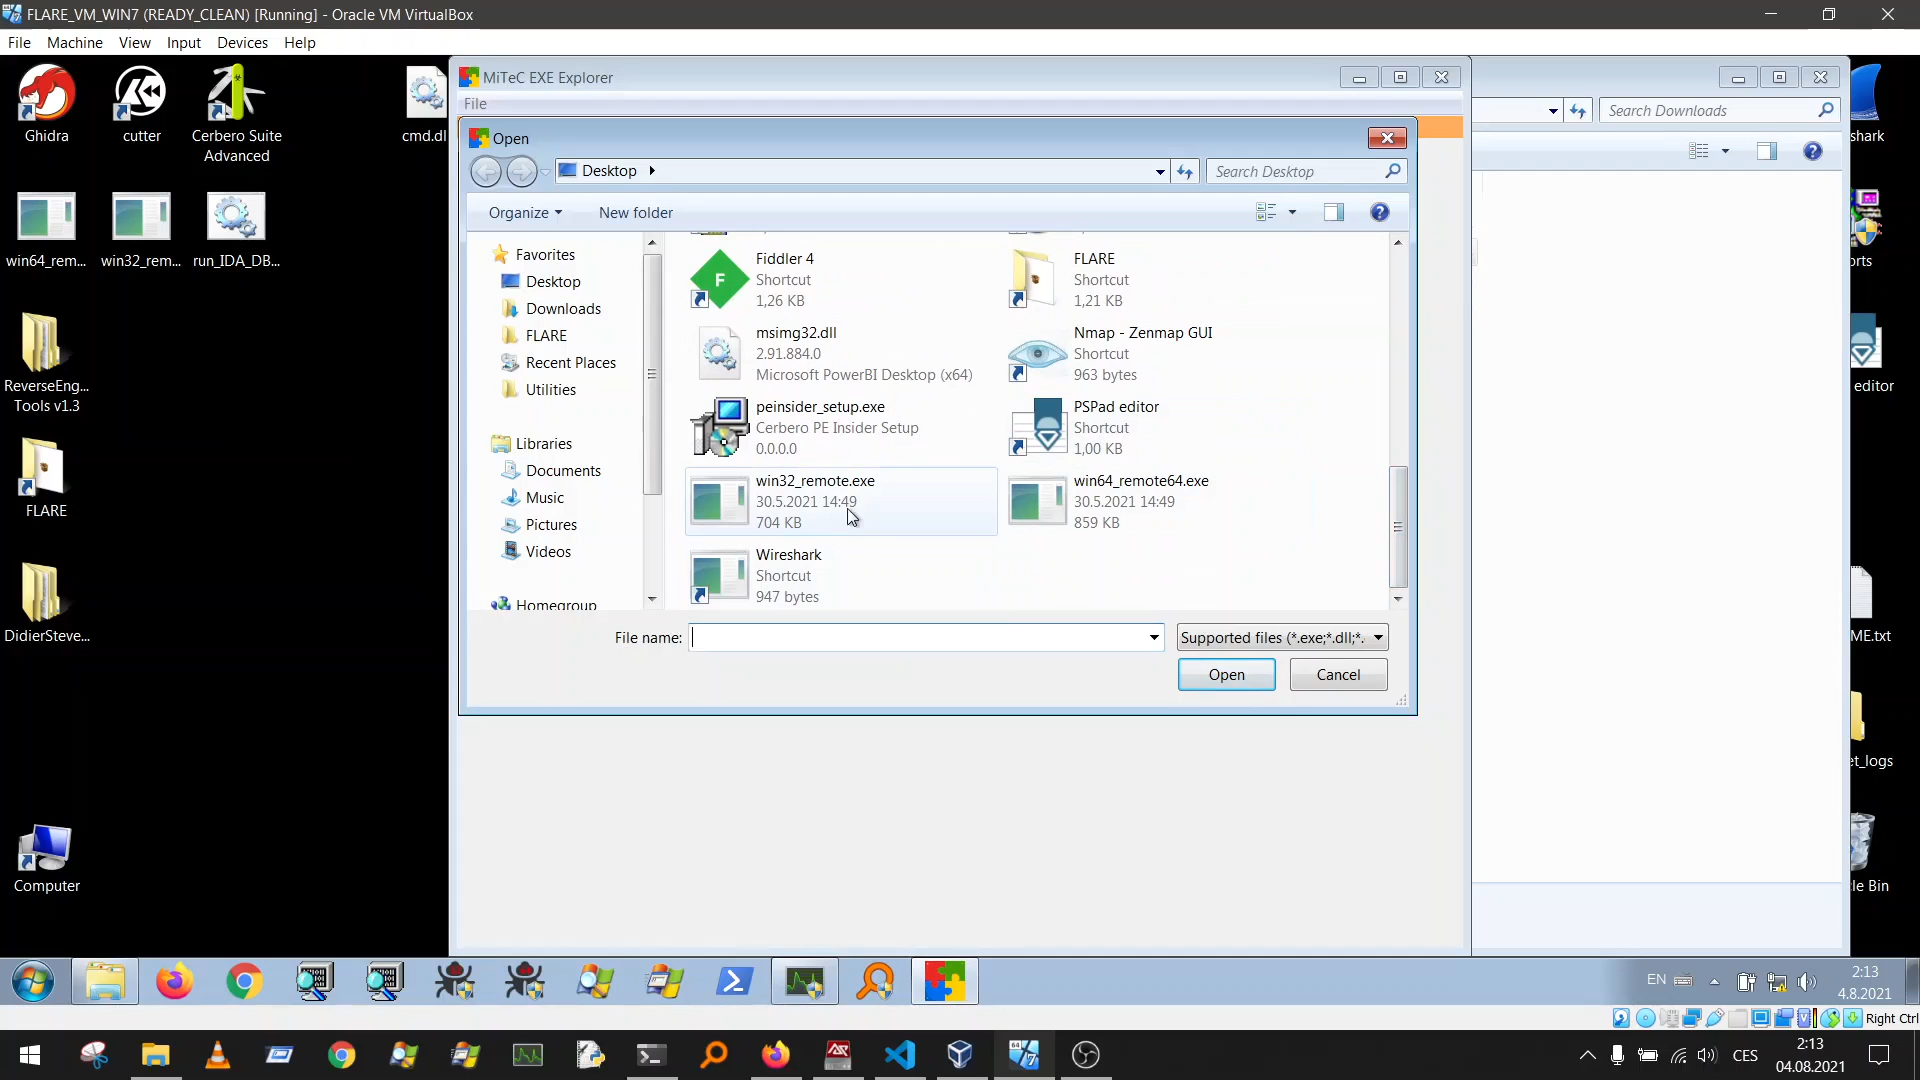 FLARE_VM_WIN7 (READY_CLEAN) [Running] - Oracle VM VirtualBox
File Machine View Input Devices Help
MiTeC EXE Explorer
File
Search Downloads
Open
Desktop
Search Desktop
Organize
New folder
Ghidra
cutter
Cerbero Suite
Advanced
cmd.dl
shark
win64_rem...
win32_rem...
run_IDA_DB...
orts
ReverseEng...
Tools v1.3
editor
FLARE
ME.txt
DidierSteve...
et_logs
Computer
le Bin
Favorites
Desktop
Downloads
FLARE
Recent Places
Utilities
Libraries
Documents
Music
Pictures
Videos
Homegroup
Fiddler 4
Shortcut
1,26 KB
FLARE
Shortcut
1,21 KB
msimg32.dll
2.91.884.0
Microsoft PowerBI Desktop (x64)
Nmap - Zenmap GUI
Shortcut
963 bytes
peinsider_setup.exe
Cerbero PE Insider Setup
0.0.0.0
PSPad editor
Shortcut
1,00 KB
win32_remote.exe
30.5.2021 14:49
704 KB
win64_remote64.exe
30.5.2021 14:49
859 KB
Wireshark
Shortcut
947 bytes
File name:
Supported files (*.exe;*.dll;*.
Open
Cancel
EN
2:13
4.8.2021
Right Ctrl
CES
2:13
04.08.2021